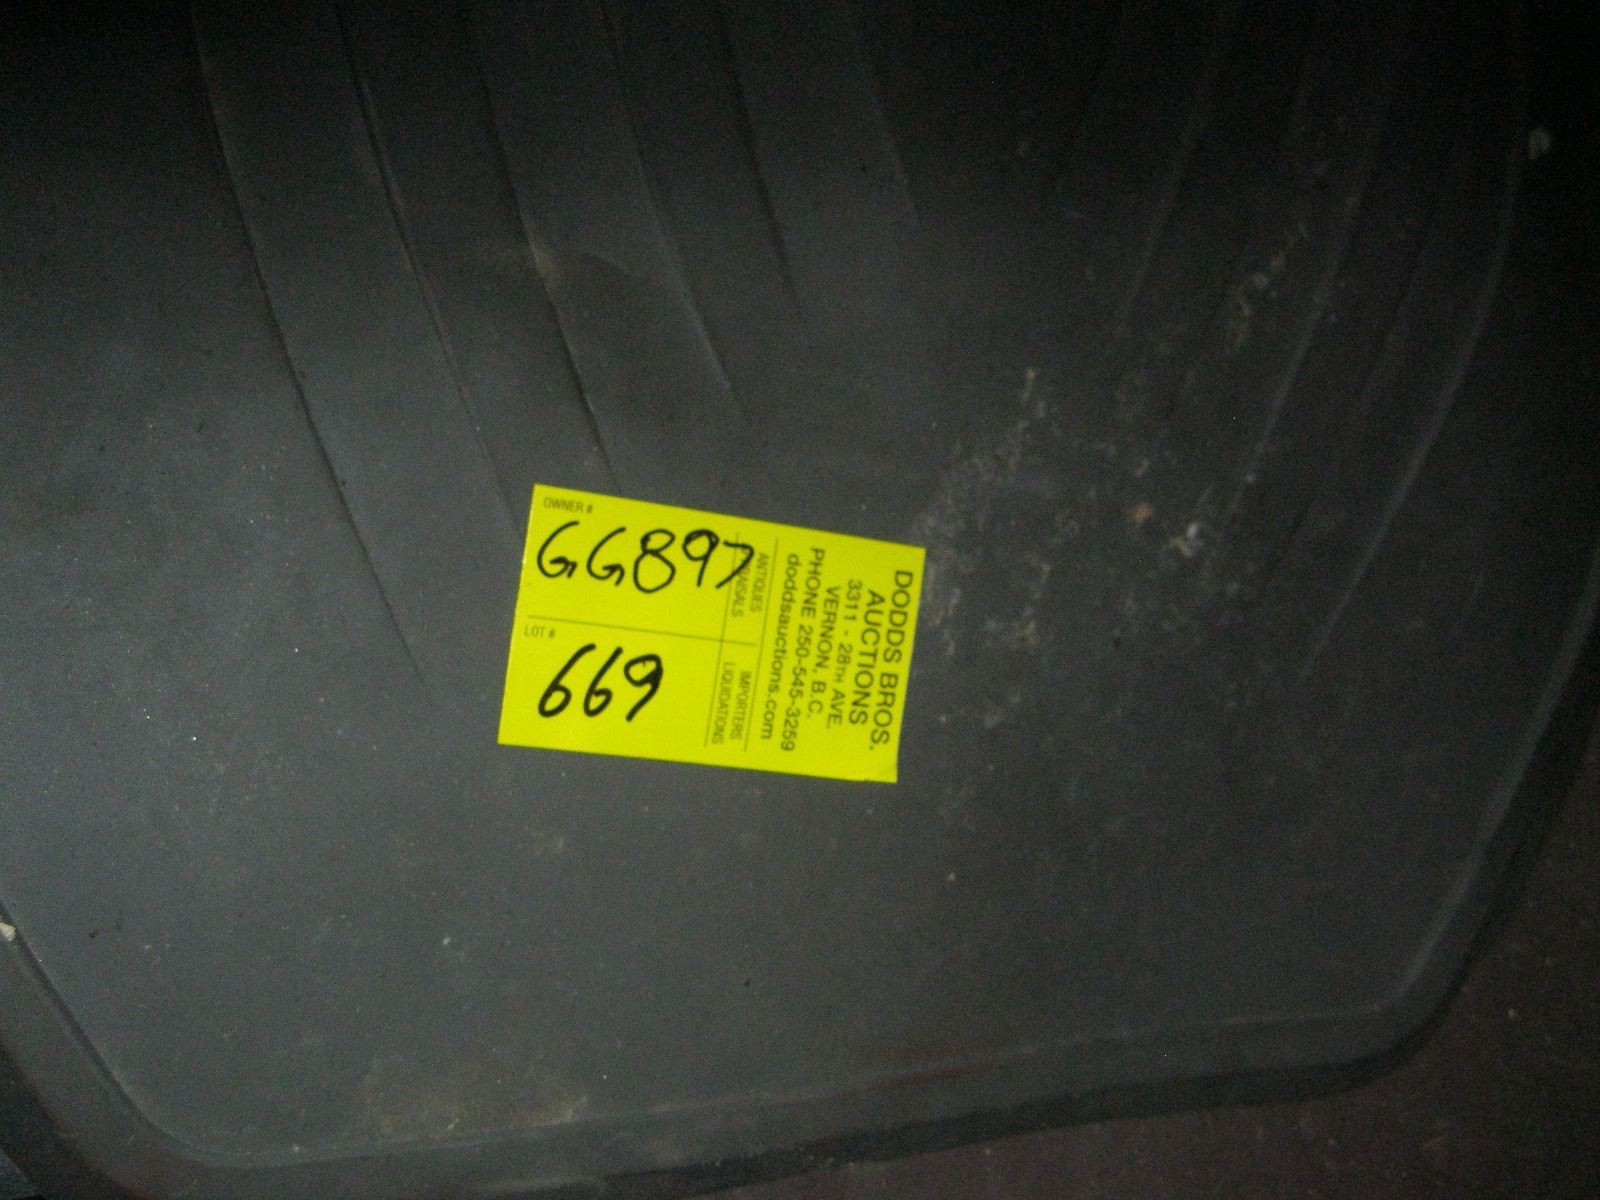 OWNER #
GG897
LOT #
669
ANTIQUES
IMPORTERS
LIQUIDATIONS
DODDS BROS.
AUCTIONS
3311 - 28TH AVE.
VERNON, B.C.
PHONE 250-545-3259
doddsauctions.com